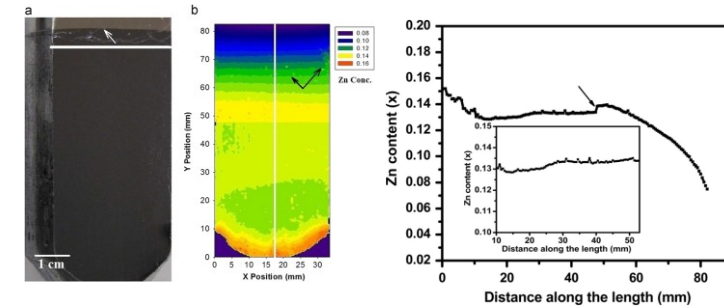 a
1 cm
b
Y Position (mm)
80
70
60
50
40
30
20
10
0
0 5 10 15 20 25 30
X Position (mm)
0.08
0.10
0.12
0.14
0.16
Zn Conc.
Zn content (x)
0.20
0.18
0.16
0.14
0.12
0.10
0.08
0.06
0.04
0.02
0 20 40 60 80
Distance along the length (mm)
Zn content (x)
0.15
0.14
0.13
0.12
0.11
0.10
10 20 30 40 50
Distance along the length (mm)